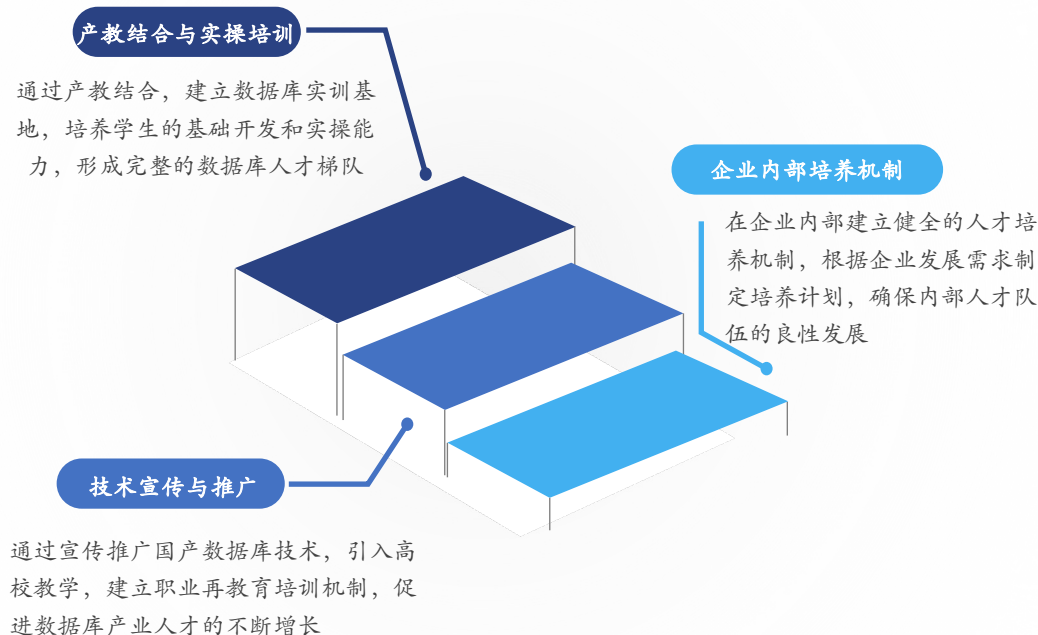 产教结合与实操培训
通过产教结合，建立数据库实训基
地，培养学生的基础开发和实操能
力，形成完整的数据库人才梯队
企业内部培养机制
在企业内部建立健全的人才培
养机制，根据企业发展需求制
定培养计划，确保内部人才队
伍的良性发展
技术宣传与推广
通过宣传推广国产数据库技术，引入高
校教学，建立职业再教育培训机制，促
进数据库产业人才的不断增长